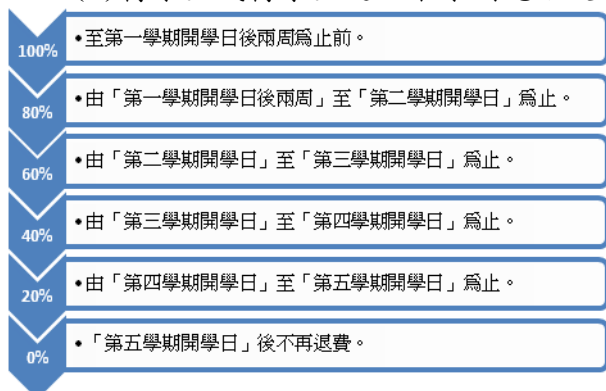 100%
•至第一學期開學日後兩周為止前。
80%
•由「第一學期開學日後兩周」至「第二學期開學日」為止。
60%
•由「第二學期開學日」至「第三學期開學日」為止。
40%
•由「第三學期開學日」至「第四學期開學日」為止。
20%
•由「第四學期開學日」至「第五學期開學日」為止。
0%
•「第五學期開學日」後不再退費。